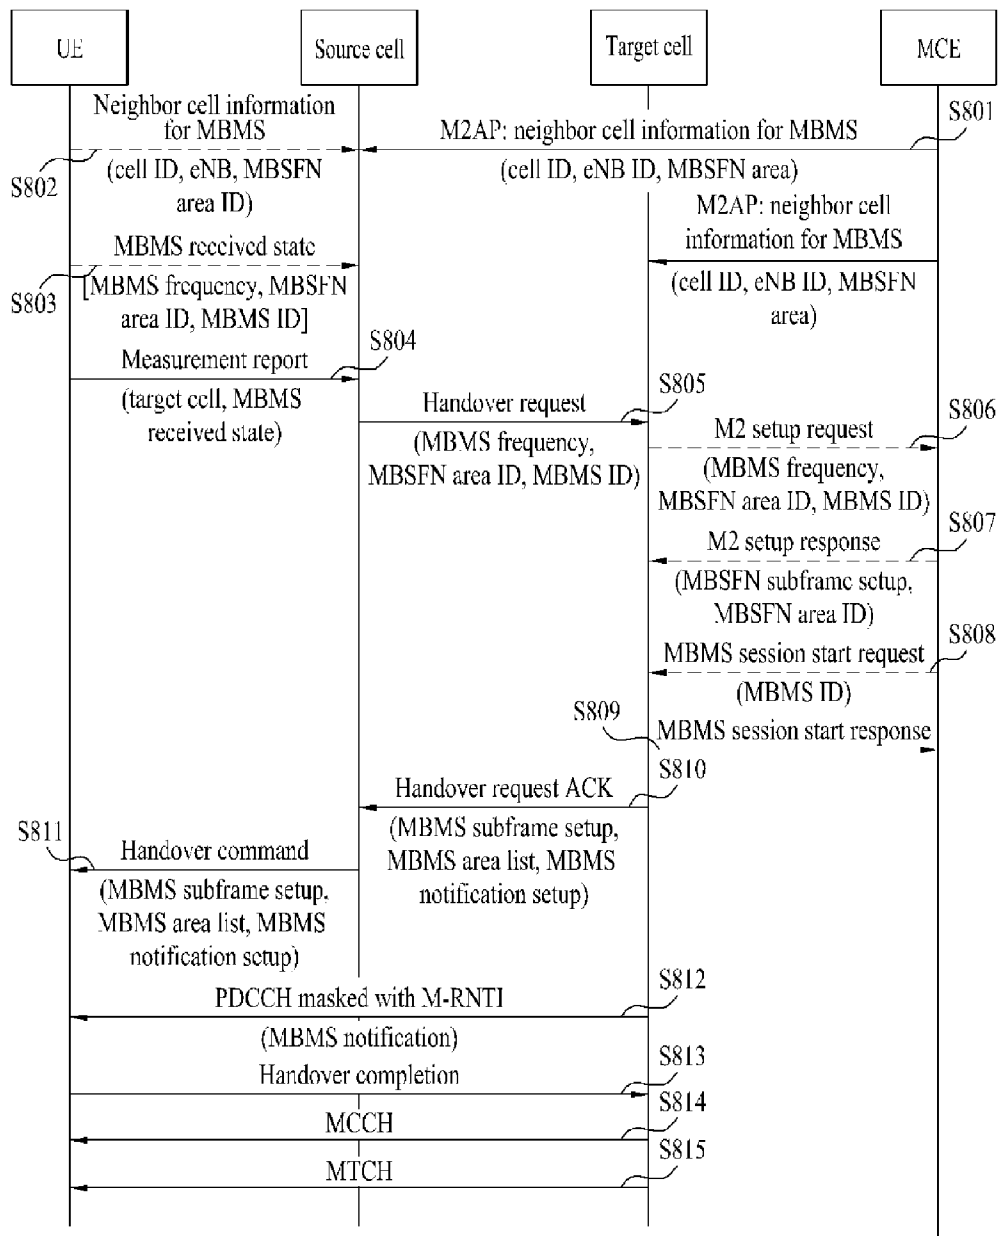 UE
Source cell
Target cell
MCE
Neighbor cell information
for MBMS
S801
M2AP: neighbor cell information for MBMS
S802
(cell ID, eNB, MBSFN
area ID)
(cell ID, eNB ID, MBSFN area)
M2AP: neighbor cell
information for MBMS
MBMS received state
S803
[MBMS frequency, MBSFN
area ID, MBMS ID]
(cell ID, eNB ID, MBSFN
area)
S804
Measurement report
(target cell, MBMS
received state)
S805
Handover request
(MBMS frequency,
MBSFN area ID, MBMS ID)
S806
M2 setup request
(MBMS frequency,
MBSFN area ID, MBMS ID)
S807
M2 setup response
(MBSFN subframe setup,
MBSFN area ID)
S808
MBMS session start request
(MBMS ID)
S809
MBMS session start response
S810
Handover request ACK
(MBMS subframe setup,
MBMS area list, MBMS
notification setup)
S811
Handover command
(MBMS subframe setup,
MBMS area list, MBMS
notification setup)
S812
PDCCH masked with M-RNTI
(MBMS notification)
S813
Handover completion
S814
MCCH
S815
MTCH